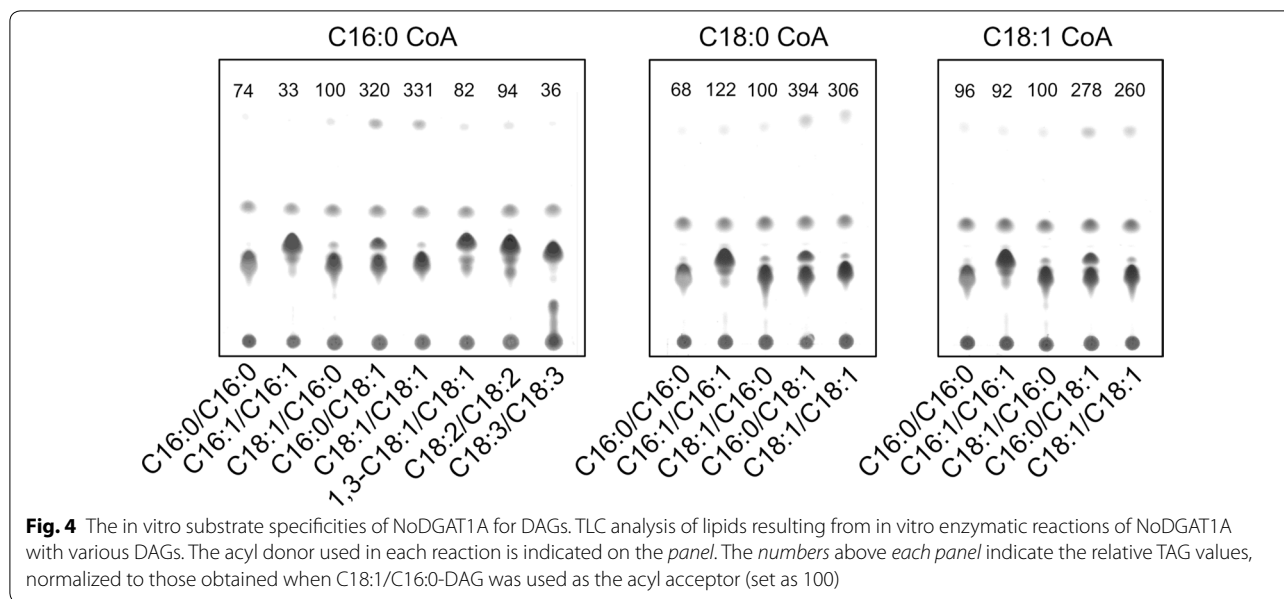 C16:0 CoA C18:0 CoA C18:1 CoA
74 33 100 320 331 82 94 36 68 122 100 394 306 96 92 100 278 260
C16:0/C16:0
C16:1/C16:1
C18:1/C16:0
C16:0/C18:1
C18:1/C18:1
1,3-C18:1/C18:1
C18:2/C18:2
C18:3/C18:3
C16:0/C16:0
C16:1/C16:1
C18:1/C16:0
C16:0/C18:1
C18:1/C18:1
C16:0/C16:0
C16:1/C16:1
C18:1/C16:0
C16:0/C18:1
C18:1/C18:1
Fig. 4 The in vitro substrate specificities of NoDGAT1A for DAGs. TLC analysis of lipids resulting from in vitro enzymatic reactions of NoDGAT1A
with various DAGs. The acyl donor used in each reaction is indicated on the panel. The numbers above each panel indicate the relative TAG values,
normalized to those obtained when C18:1/C16:0-DAG was used as the acyl acceptor (set as 100)